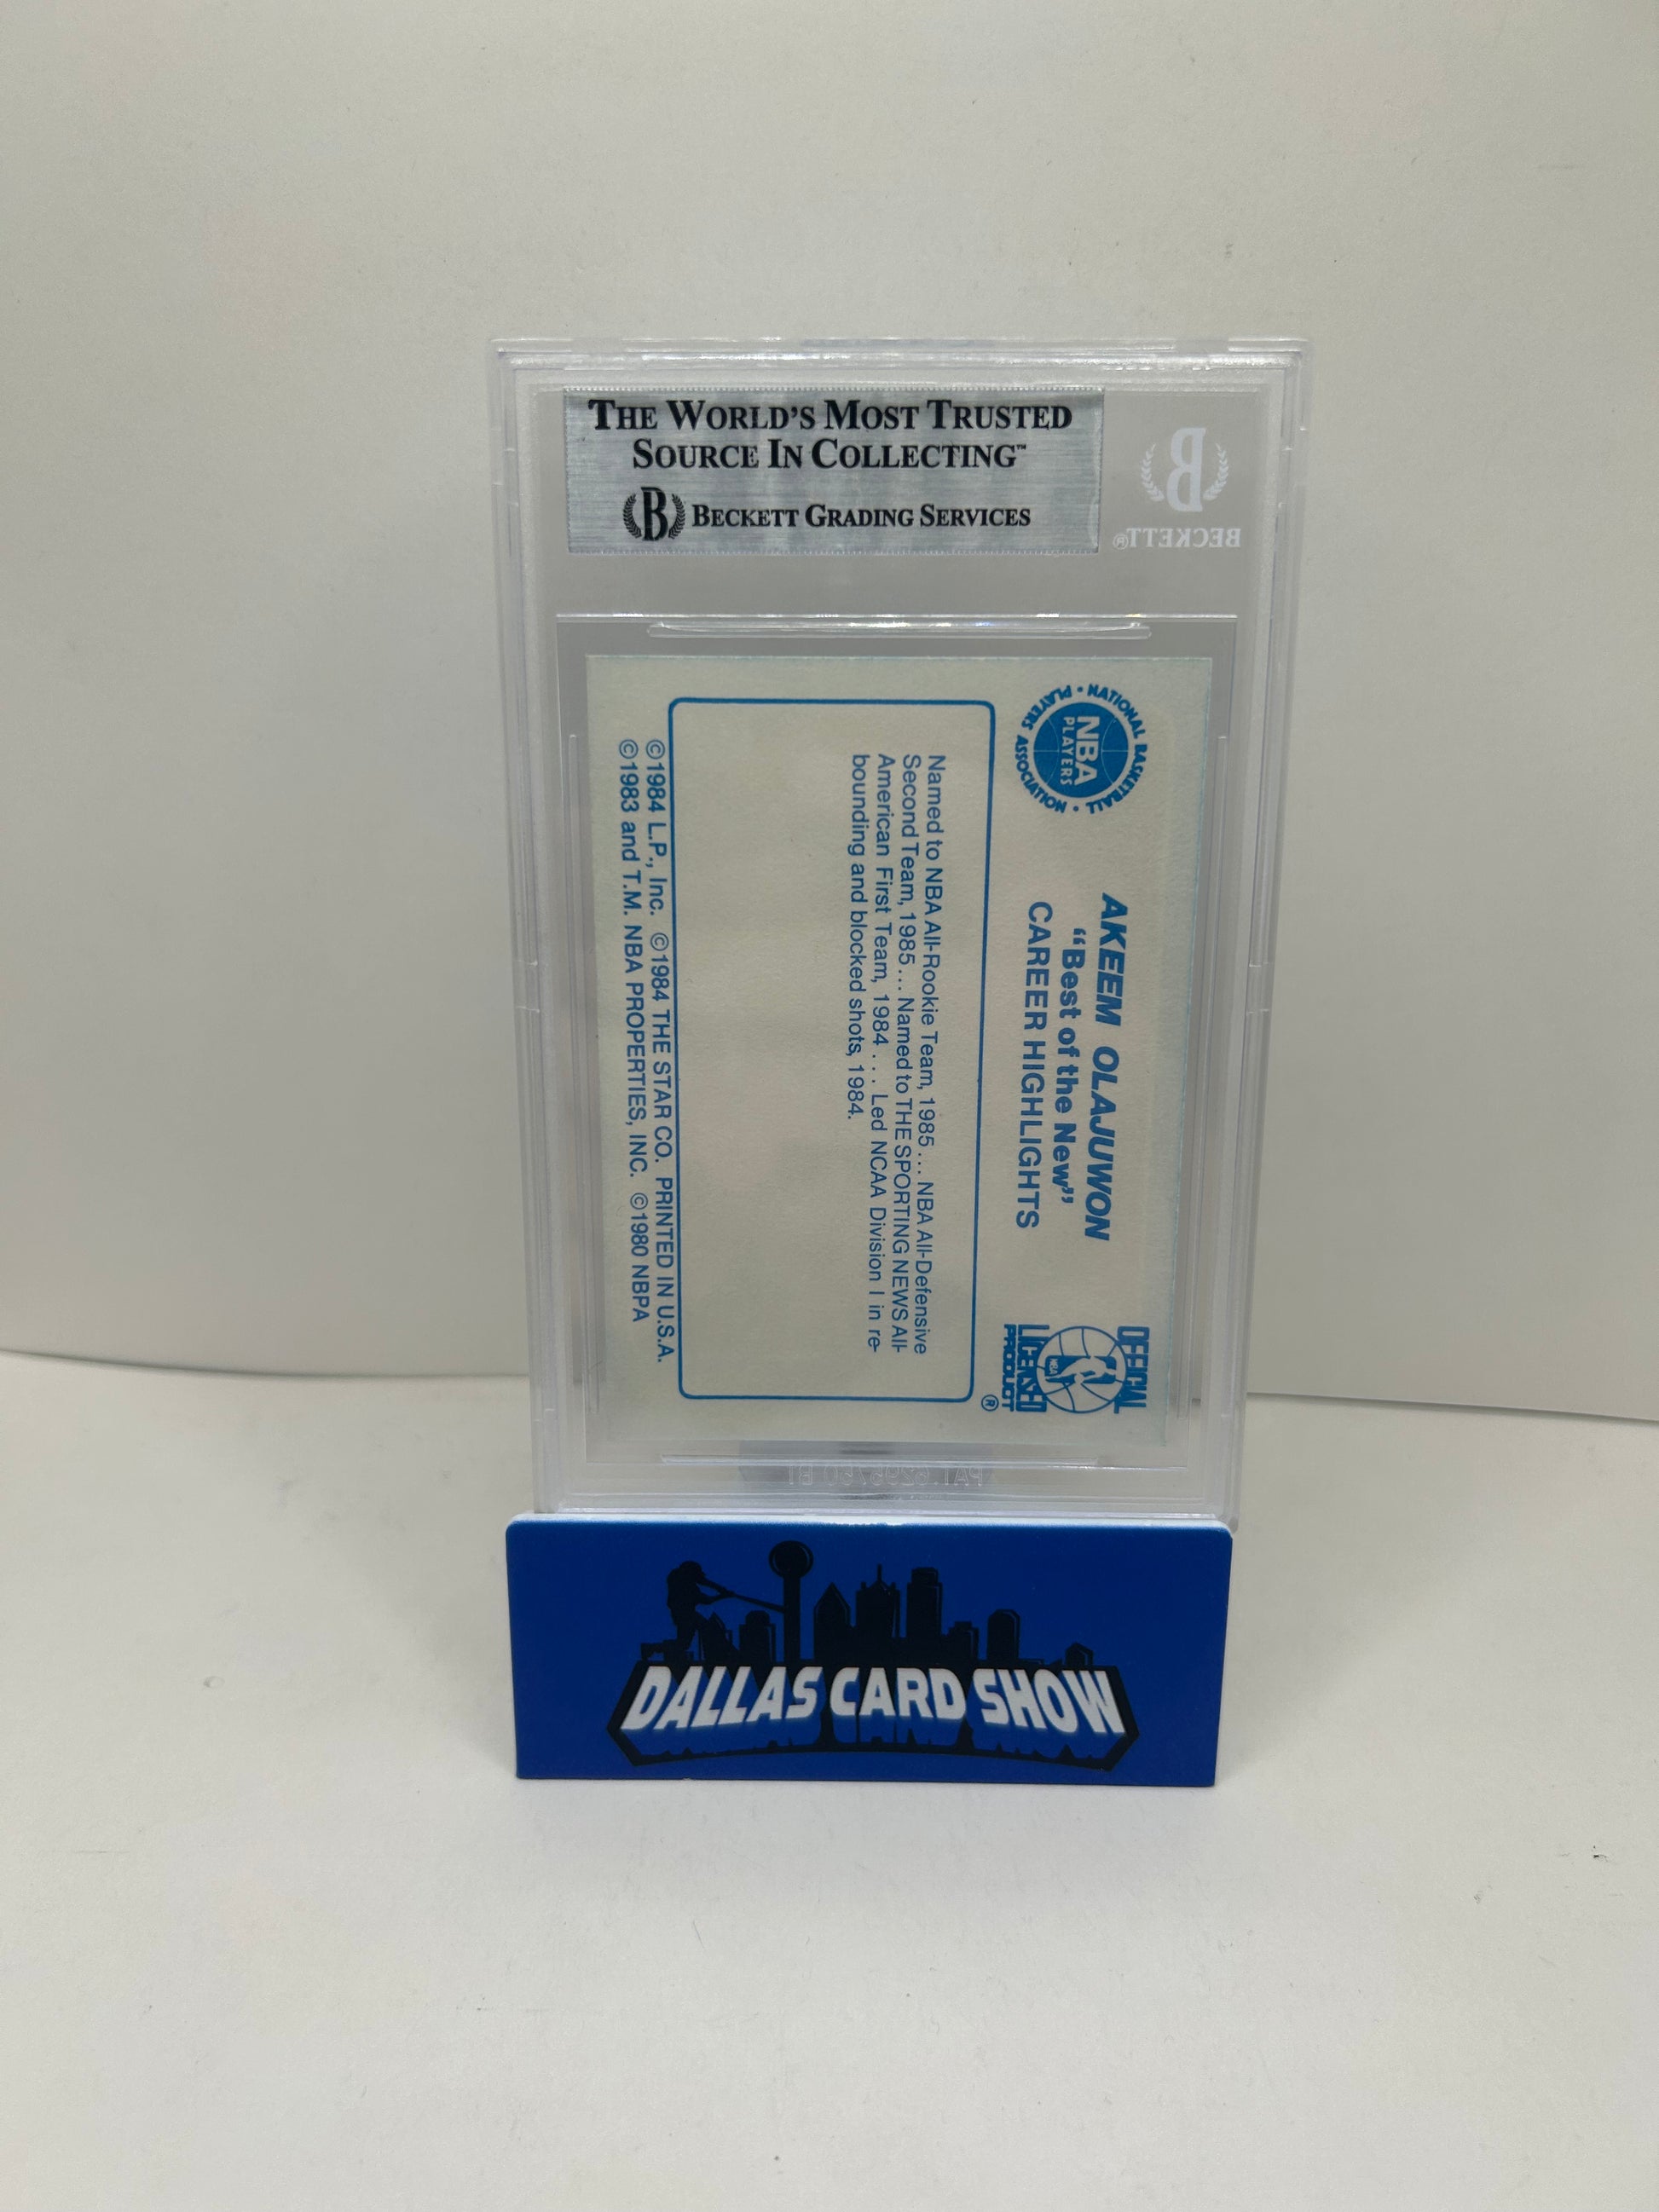 THE WORLD'S MOST TRUSTED
SOURCE IN COLLECTING™
B BECKETT GRADING SERVICES
B
BECKETT®
NATIONAL BASKETBALL • PLAYERS ASSOCIATION •
NBA
PLAYERS
AKEEM OLAJUWON
“Best of the New”
CAREER HIGHLIGHTS
OFFICIAL
NBA
LICENSED
PRODUCT
®
Named to NBA All-Rookie Team, 1985 ... NBA All-Defensive
Second Team, 1985 ... Named to THE SPORTING NEWS All-
American First Team, 1984 ... Led NCAA Division I in re-
bounding and blocked shots, 1984.
©1984 L.P., Inc. ©1984 THE STAR CO. PRINTED IN U.S.A.
©1983 and T.M. NBA PROPERTIES, INC. ©1980 NBPA
DALLAS CARD SHOW